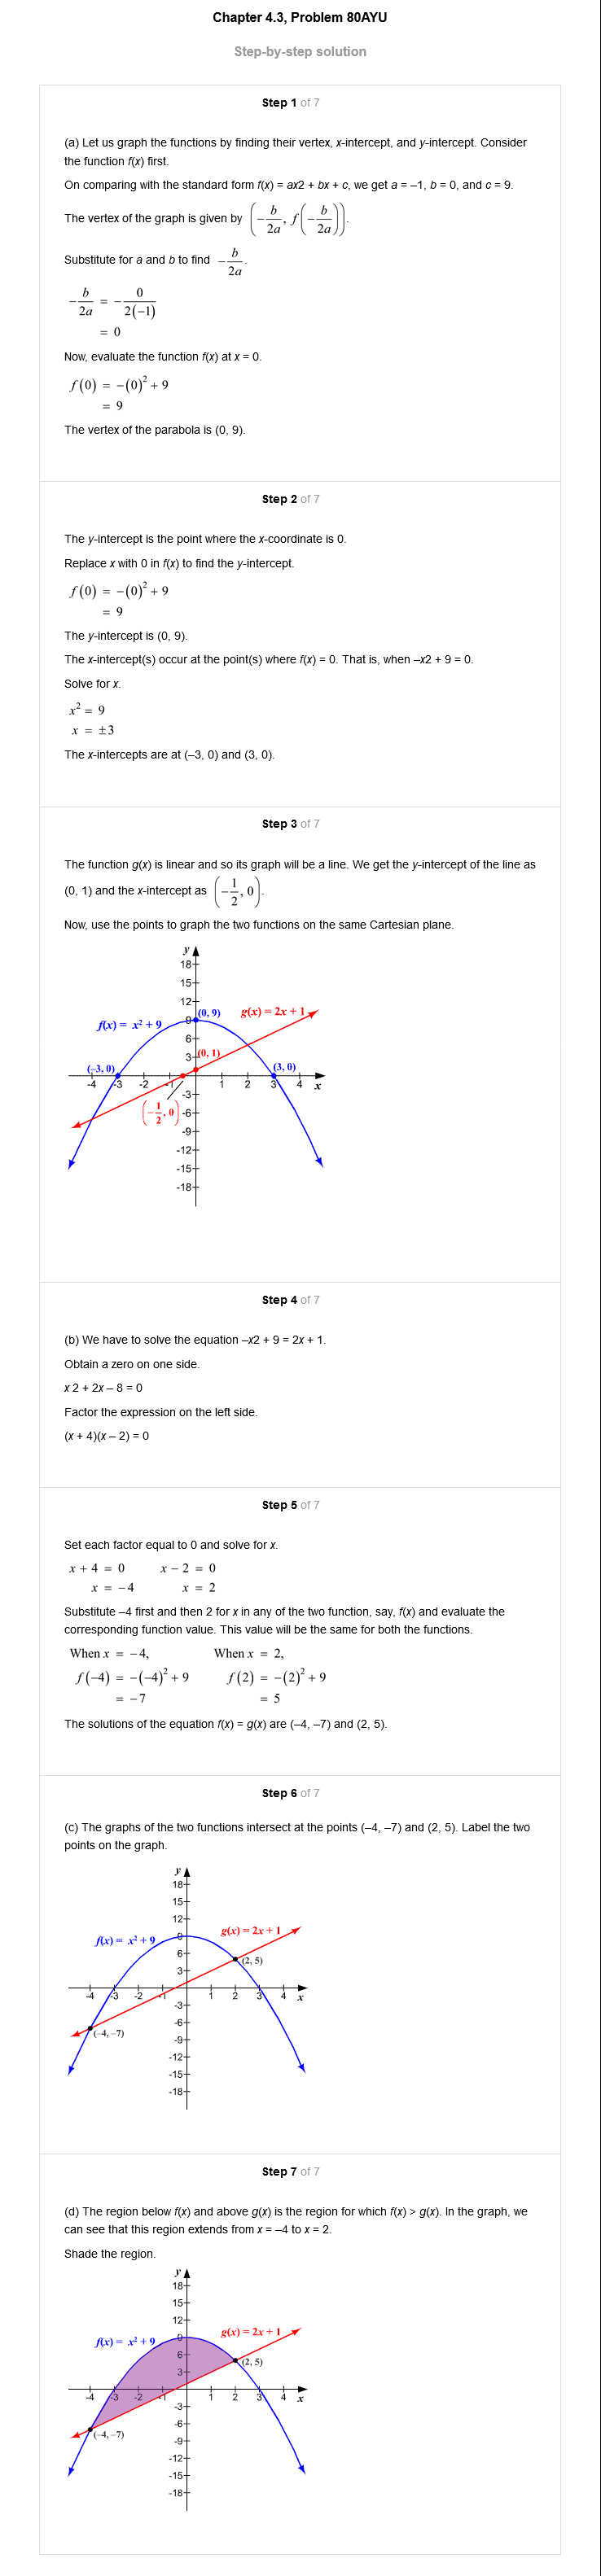 Chapter 4.3, Problem 80AYU
Step-by-step solution
Step 1 of 7
(a) Let us graph the functions by finding their vertex, x-intercept, and y-intercept. Consider
the function f(x) first.
On comparing with the standard form f(x) = ax2 + bx + c, we get a = –1, b = 0, and c = 9.
The vertex of the graph is given by (−b/2a, f(−b/2a)).
Substitute for a and b to find −b/2a.
−b/2a = −0/2(−1)
= 0
Now, evaluate the function f(x) at x = 0.
f(0) = −(0)² + 9
= 9
The vertex of the parabola is (0, 9).
Step 2 of 7
The y-intercept is the point where the x-coordinate is 0.
Replace x with 0 in f(x) to find the y-intercept.
f(0) = −(0)² + 9
= 9
The y-intercept is (0, 9).
The x-intercept(s) occur at the point(s) where f(x) = 0. That is, when –x2 + 9 = 0.
Solve for x.
x² = 9
x = ±3
The x-intercepts are at (–3, 0) and (3, 0).
Step 3 of 7
The function g(x) is linear and so its graph will be a line. We get the y-intercept of the line as
(0, 1) and the x-intercept as (−1/2, 0).
Now, use the points to graph the two functions on the same Cartesian plane.
y
18
15
12
(0, 9) g(x) = 2x + 1
f(x) = x² + 9
9
6
3 (0, 1)
(–3, 0) (3, 0)
-4 -3 -2 -1 1 2 3 4 x
-3
(−1/2, 0) -6
-9
-12
-15
-18
Step 4 of 7
(b) We have to solve the equation –x2 + 9 = 2x + 1.
Obtain a zero on one side.
x 2 + 2x – 8 = 0
Factor the expression on the left side.
(x + 4)(x – 2) = 0
Step 5 of 7
Set each factor equal to 0 and solve for x.
x + 4 = 0 x − 2 = 0
x = −4 x = 2
Substitute –4 first and then 2 for x in any of the two function, say, f(x) and evaluate the
corresponding function value. This value will be the same for both the functions.
When x = −4, When x = 2,
f(−4) = −(−4)² + 9 f(2) = −(2)² + 9
= −7 = 5
The solutions of the equation f(x) = g(x) are (–4, –7) and (2, 5).
Step 6 of 7
(c) The graphs of the two functions intersect at the points (–4, –7) and (2, 5). Label the two
points on the graph.
y
18
15
12
g(x) = 2x + 1
f(x) = x² + 9 9
6
(2, 5)
3
-4 -3 -2 -1 1 2 3 4 x
-3
-6
(–4, –7)
-9
-12
-15
-18
Step 7 of 7
(d) The region below f(x) and above g(x) is the region for which f(x) > g(x). In the graph, we
can see that this region extends from x = –4 to x = 2.
Shade the region.
y
18
15
12
g(x) = 2x + 1
f(x) = x² + 9 9
6
(2, 5)
3
-4 -3 -2 -1 1 2 3 4 x
-3
-6
(–4, –7)
-9
-12
-15
-18